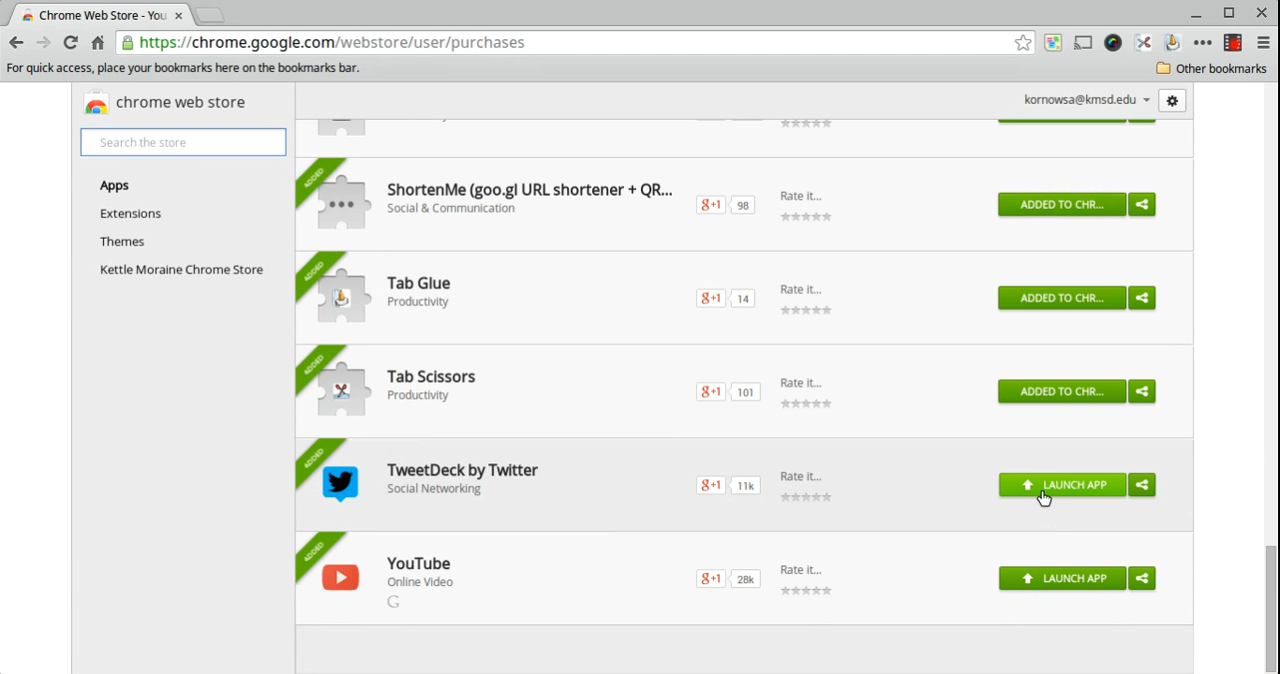 Chrome Web Store - You
https://chrome.google.com/webstore/user/purchases
For quick access, place your bookmarks here on the bookmarks bar.
Other bookmarks
chrome web store
kornowsa@kmsd.edu
Search the store
Apps
Extensions
Themes
Kettle Moraine Chrome Store
ADDED
ShortenMe (goo.gl URL shortener + QR...
Social & Communication
g+1 98
Rate it...
ADDED TO CHR...
ADDED
Tab Glue
Productivity
g+1 14
Rate it...
ADDED TO CHR...
ADDED
Tab Scissors
Productivity
g+1 101
Rate it...
ADDED TO CHR...
ADDED
TweetDeck by Twitter
Social Networking
g+1 11k
Rate it...
LAUNCH APP
ADDED
YouTube
Online Video
G
g+1 28k
Rate it...
LAUNCH APP